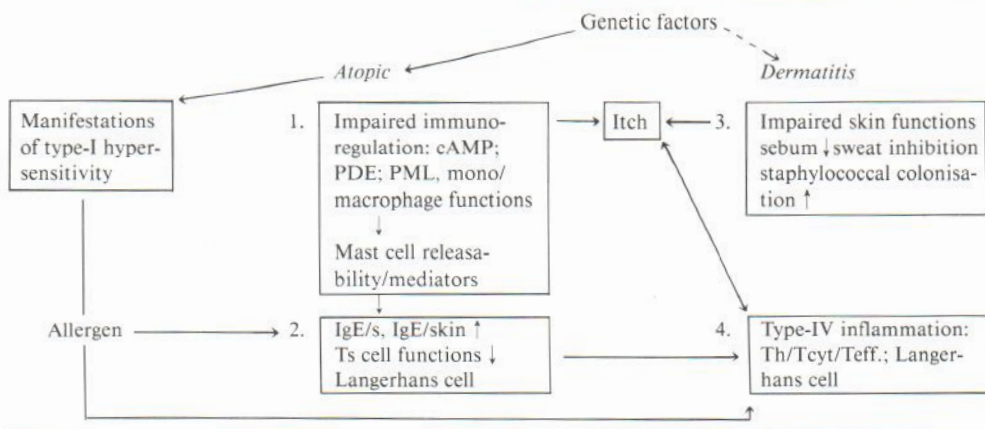 Genetic factors
Atopic
Dermatitis
Manifestations
of type-I hyper-
sensitivity
1.
Impaired immuno-
regulation: cAMP;
PDE; PML, mono/
macrophage functions
↓
Mast cell releasa-
bility/mediators
Itch
3.
Impaired skin functions
sebum ↓ sweat inhibition
staphylococcal colonisa-
tion ↑
Allergen
2.
IgE/s, IgE/skin ↑
Ts cell functions ↓
Langerhans cell
4.
Type-IV inflammation:
Th/Tcyt/Teff.; Langer-
hans cell